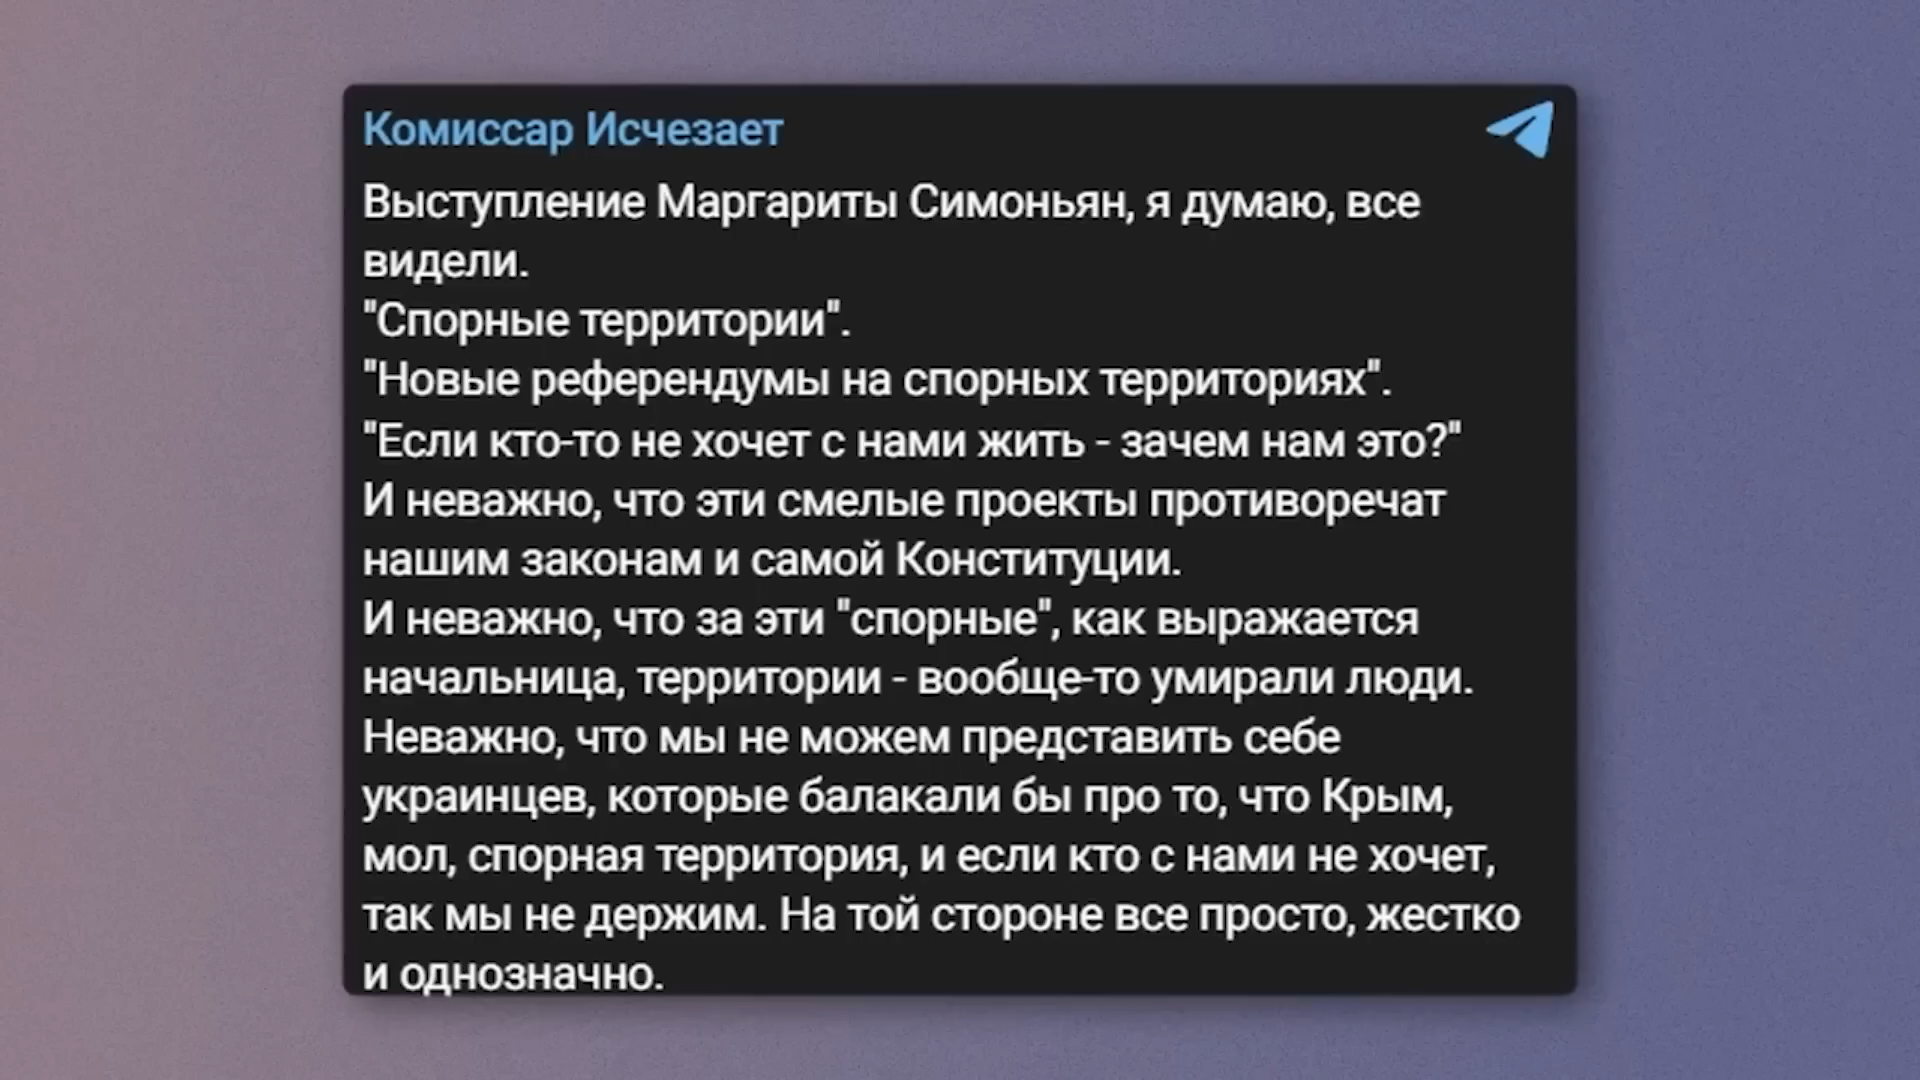 Комиссар Исчезает
Выступление Маргариты Симоньян, я думаю, все
видели.
"Спорные территории".
"Новые референдумы на спорных территориях".
"Если кто-то не хочет с нами жить - зачем нам это?"
И неважно, что эти смелые проекты противоречат
нашим законам и самой Конституции.
И неважно, что за эти "спорные", как выражается
начальница, территории - вообще-то умирали люди.
Неважно, что мы не можем представить себе
украинцев, которые балакали бы про то, что Крым,
мол, спорная территория, и если кто с нами не хочет,
так мы не держим. На той стороне все просто, жестко
и однозначно.